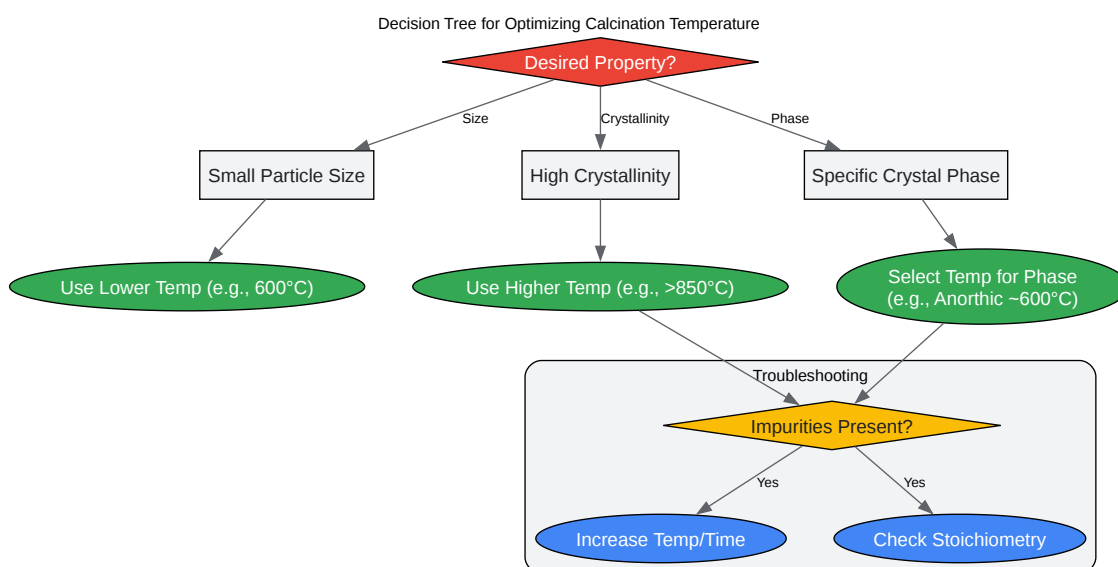 Decision Tree for Optimizing Calcination Temperature
Desired Property?
Size
Crystallinity
Phase
Small Particle Size
High Crystallinity
Specific Crystal Phase
Use Lower Temp (e.g., 600°C)
Use Higher Temp (e.g., >850°C)
Select Temp for Phase
(e.g., Anorthic ~600°C)
Troubleshooting
Impurities Present?
Yes
Yes
Increase Temp/Time
Check Stoichiometry